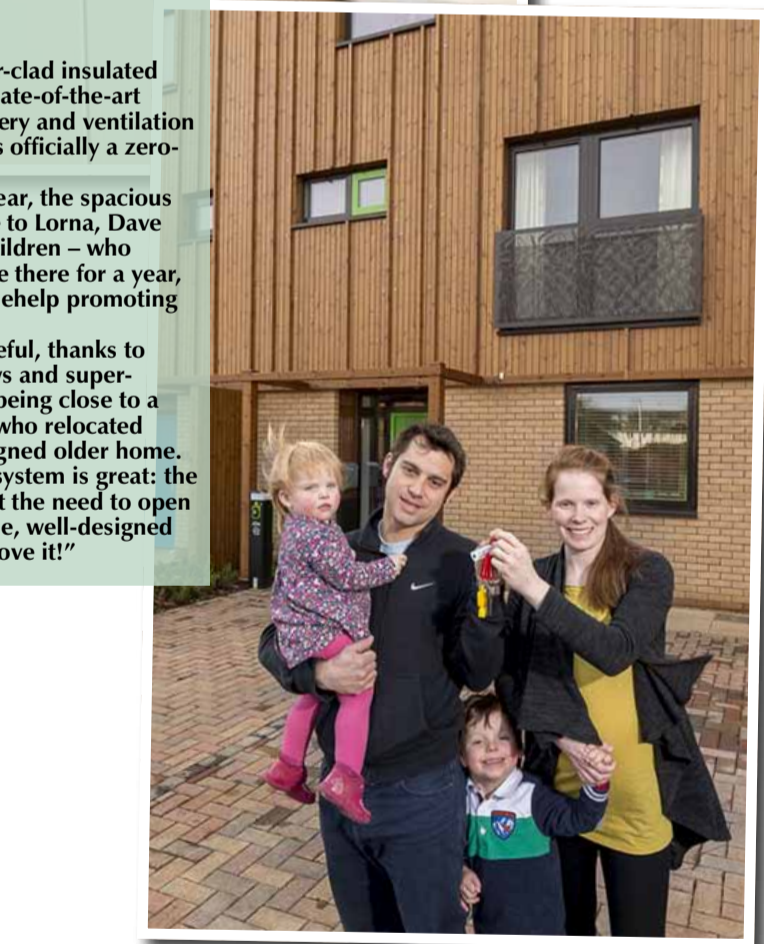 r-clad insulated
ate-of-the-art
ery and ventilation
s officially a zero-
ear, the spacious
to Lorna, Dave
ildren – who
e there for a year,
ehelp promoting
eful, thanks to
s and super-
being close to a
who relocated
gned older home.
system is great: the
t the need to open
e, well-designed
ove it!”